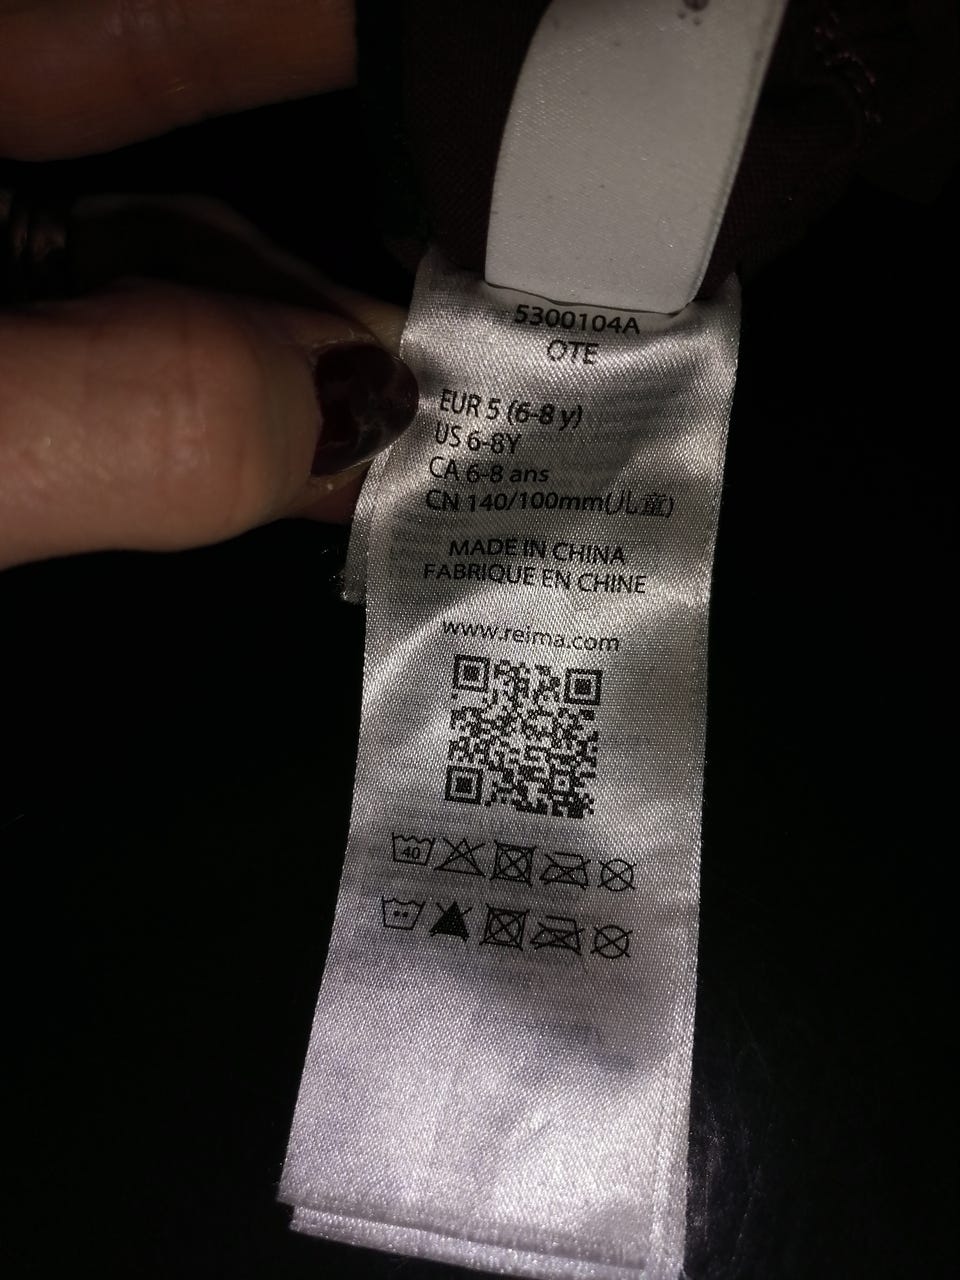 5300104A
OTE
EUR 5 (6-8 y)
US 6-8Y
CA 6-8 ans
CN 140/100mm(儿童)
MADE IN CHINA
FABRIQUE EN CHINE
www.reima.com
40